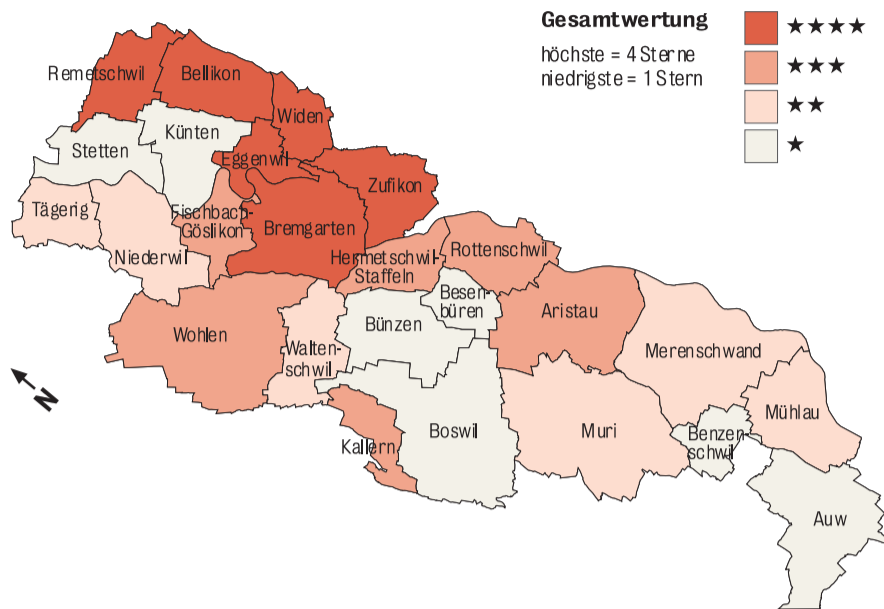 Gesamtwertung
höchste = 4 Sterne
niedrigste = 1 Stern
★★★★
★★★
★★
★
Remetschwil
Bellikon
Widen
Künten
Stetten
Eggenwil
Zufikon
Tägerig
Fischbach-
Göslikon
Bremgarten
Niederwil
Hermetschwil-
Staffeln
Rottenschwil
Besen-
büren
Aristau
Bünzen
Wohlen
Walten-
schwil
Merenschwand
Mühlau
Kallern
Boswil
Muri
Benzen-
schwil
Auw
N